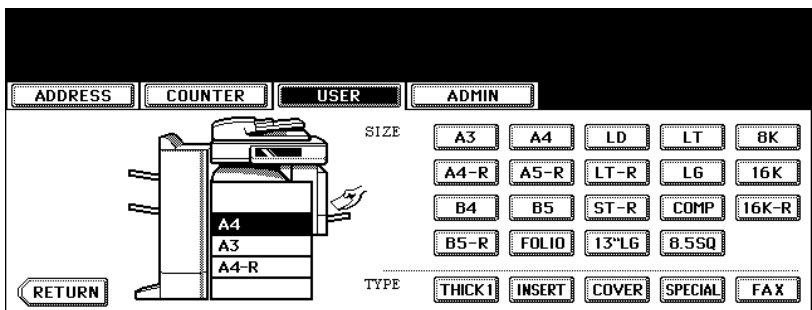 ADDRESS COUNTER USER ADMIN
SIZE A3 A4 LD LT 8K
A4-R A5-R LT-R LG 16K
B4 B5 ST-R COMP 16K-R
B5-R FOLIO 13"LG 8.5SQ
A4
A3
A4-R
TYPE THICK1 INSERT COVER SPECIAL FAX
RETURN